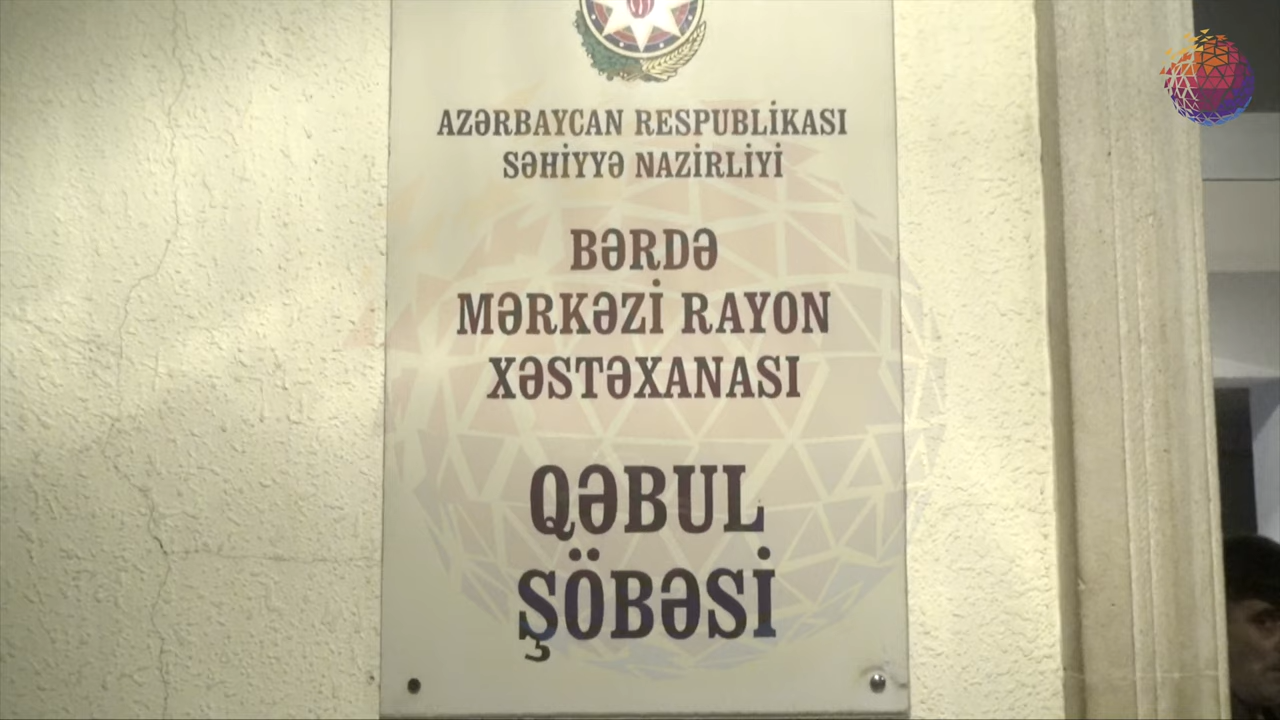 AZƏRBAYCAN RESPUBLİKASI
SƏHİYYƏ NAZİRLİYİ
BƏRDƏ
MƏRKƏZİ RAYON
XƏSTƏXANASI
QƏBUL
ŞÖBƏSİ